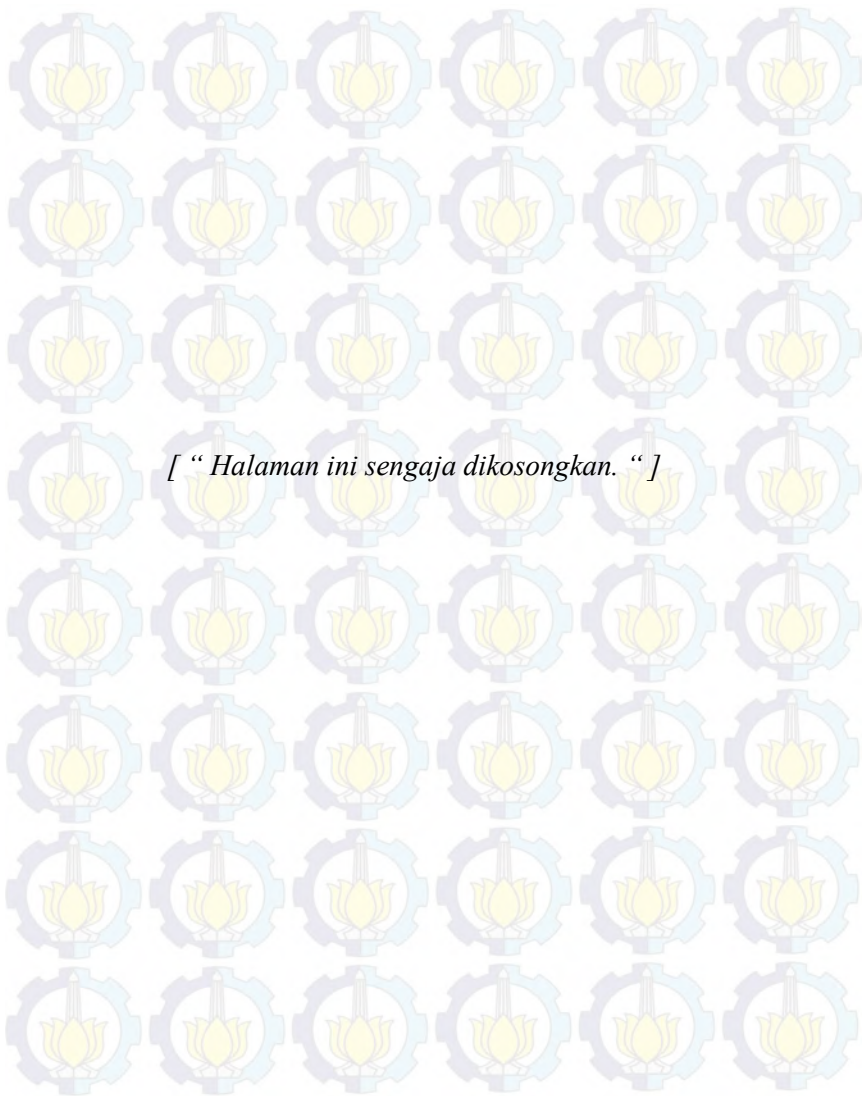 [ “ Halaman ini sengaja dikosongkan. “ ]